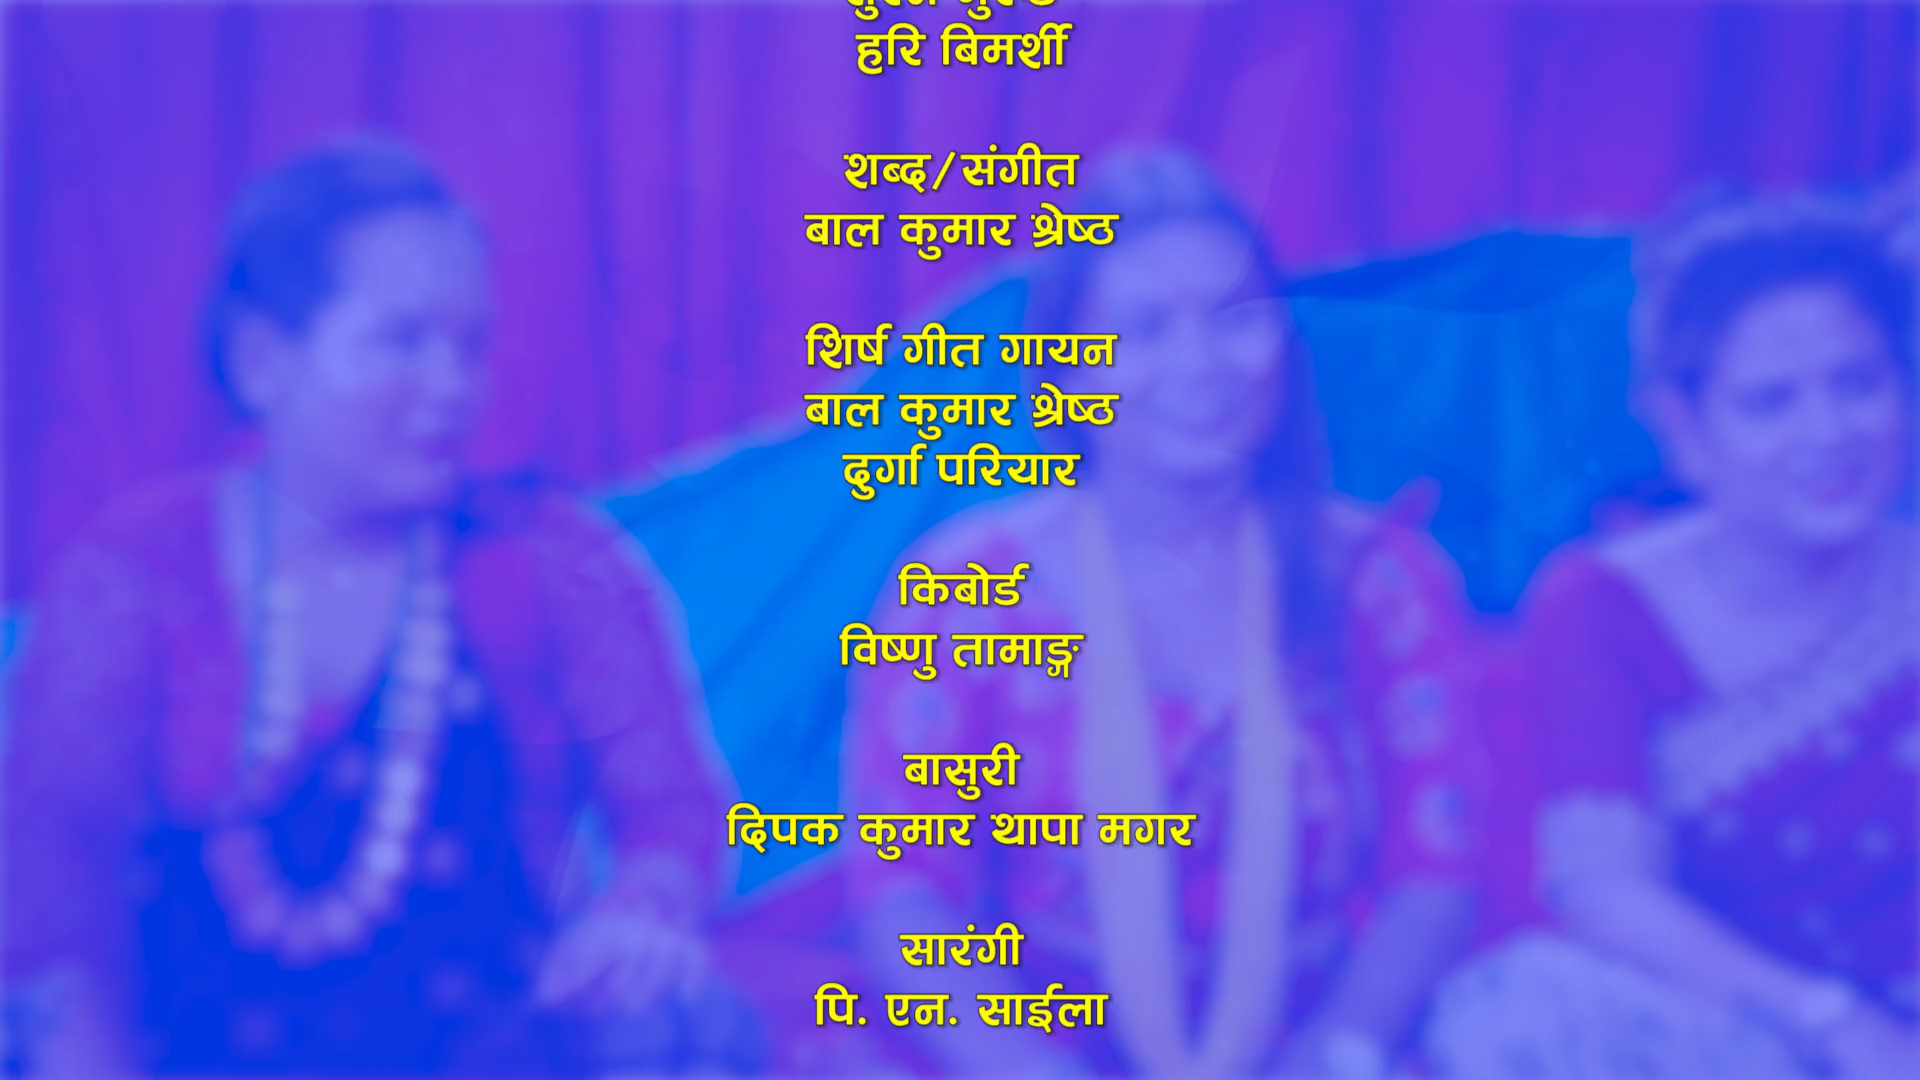 हरि बिमर्शी
शब्द/संगीत
बाल कुमार श्रेष्ठ
शिर्ष गीत गायन
बाल कुमार श्रेष्ठ
दुर्गा परियार
किबोर्ड
विष्णु तामाङ्ग
बासुरी
दिपक कुमार थापा मगर
सारंगी
पि. एन. साईला